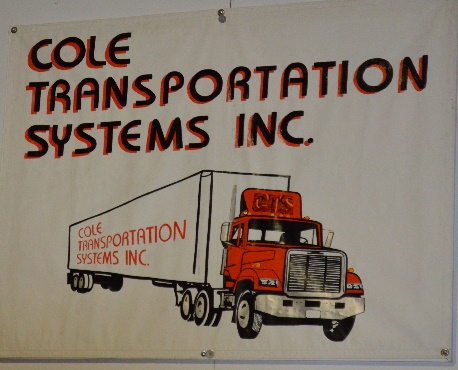 COLE
TRANSPORTATION
SYSTEMS INC.
CTS
COLE
TRANSPORTATION
SYSTEMS INC.